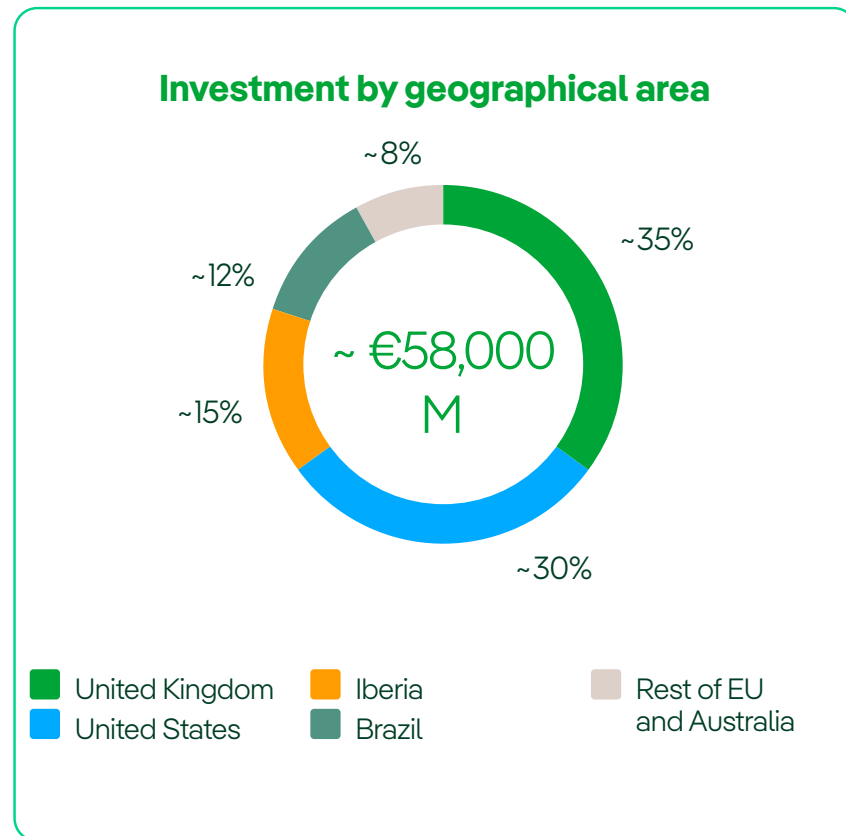 Investment by geographical area
~8%
~35%
~12%
~ €58,000
M
~15%
~30%
United Kingdom
United States
Iberia
Brazil
Rest of EU
and Australia